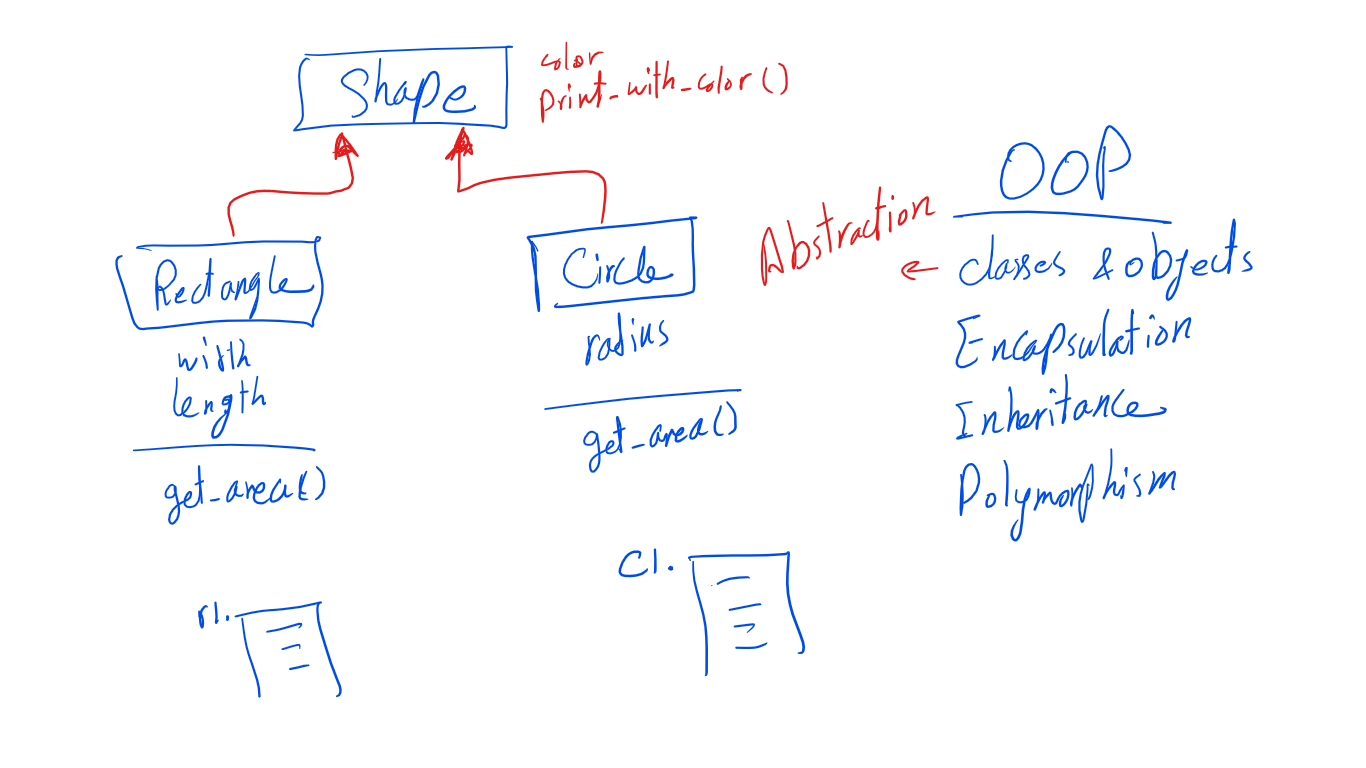 Shape
color
print_with_color()
Rectangle
width
length
get_area()
Circle
radius
get_area()
r1.
C1.
OOP
Abstraction
← classes & objects
Encapsulation
Inheritance
Polymorphism